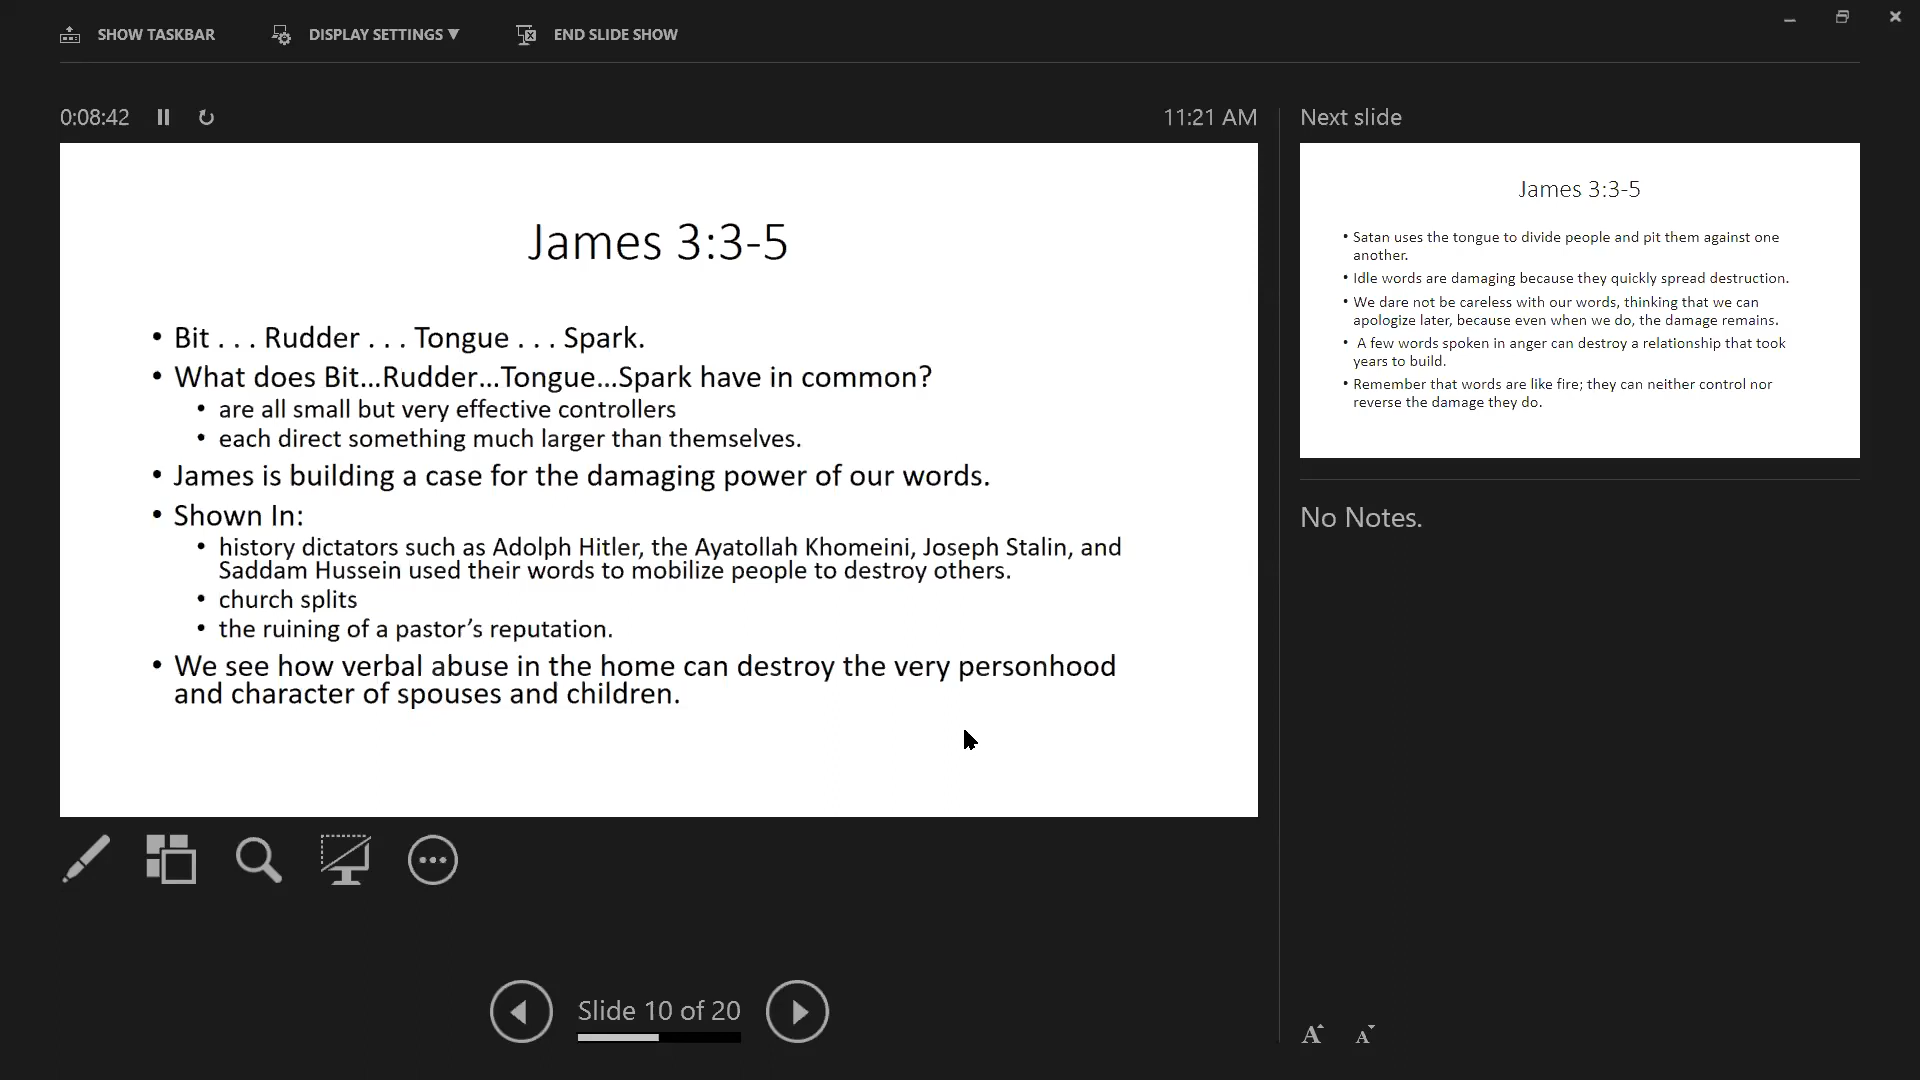 SHOW TASKBAR
DISPLAY SETTINGS ▼
END SLIDE SHOW
0:08:42
11:21 AM
James 3:3-5
• Bit . . . Rudder . . . Tongue . . . Spark.
• What does Bit...Rudder...Tongue...Spark have in common?
• are all small but very effective controllers
• each direct something much larger than themselves.
• James is building a case for the damaging power of our words.
• Shown In:
• history dictators such as Adolph Hitler, the Ayatollah Khomeini, Joseph Stalin, and
Saddam Hussein used their words to mobilize people to destroy others.
• church splits
• the ruining of a pastor’s reputation.
• We see how verbal abuse in the home can destroy the very personhood
and character of spouses and children.
Slide 10 of 20
Next slide
James 3:3-5
• Satan uses the tongue to divide people and pit them against one
another.
• Idle words are damaging because they quickly spread destruction.
• We dare not be careless with our words, thinking that we can
apologize later, because even when we do, the damage remains.
• A few words spoken in anger can destroy a relationship that took
years to build.
• Remember that words are like fire; they can neither control nor
reverse the damage they do.
No Notes.
A A